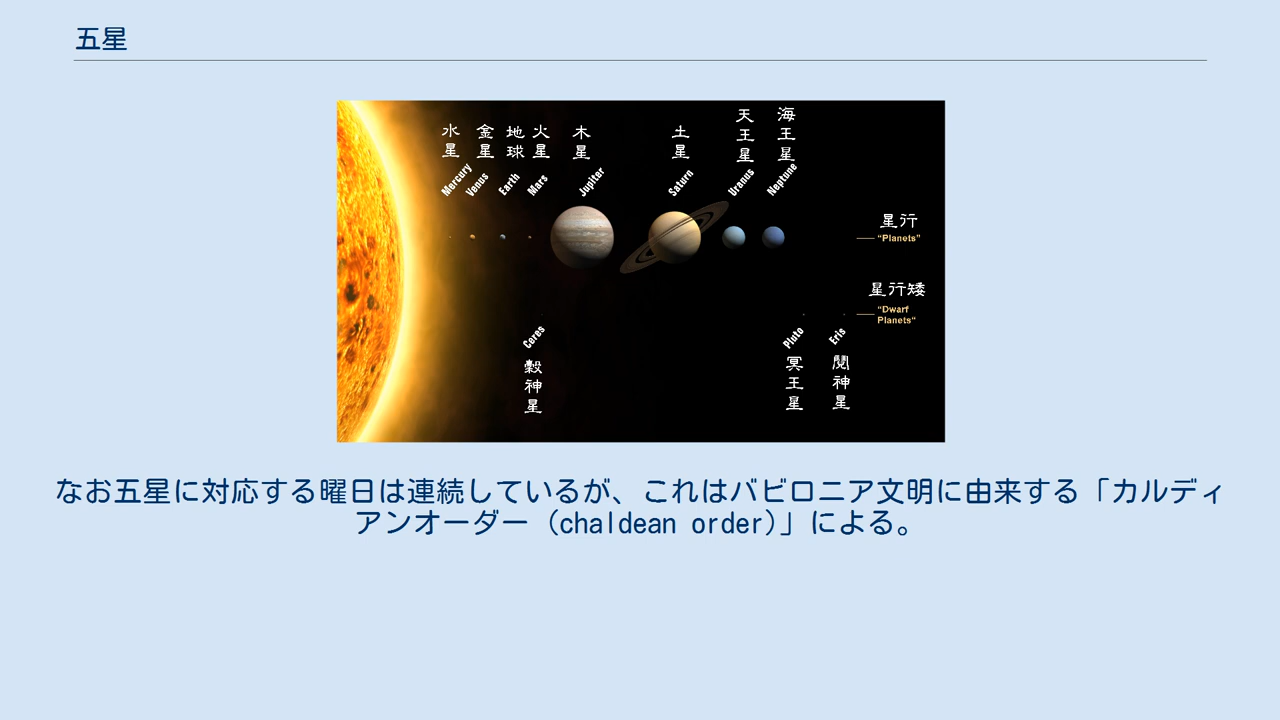 五星
水星
金星
地球
火星
木星
土星
天王星
海王星
Mercury
Venus
Earth
Mars
Jupiter
Saturn
Uranus
Neptune
星行
"Planets"
星行矮
"Dwarf
Planets"
Ceres
Pluto
Eris
穀神星
冥王星
鬩神星
なお五星に対応する曜日は連続しているが、これはバビロニア文明に由来する「カルディ
アンオーダー（chaldean order）」による。